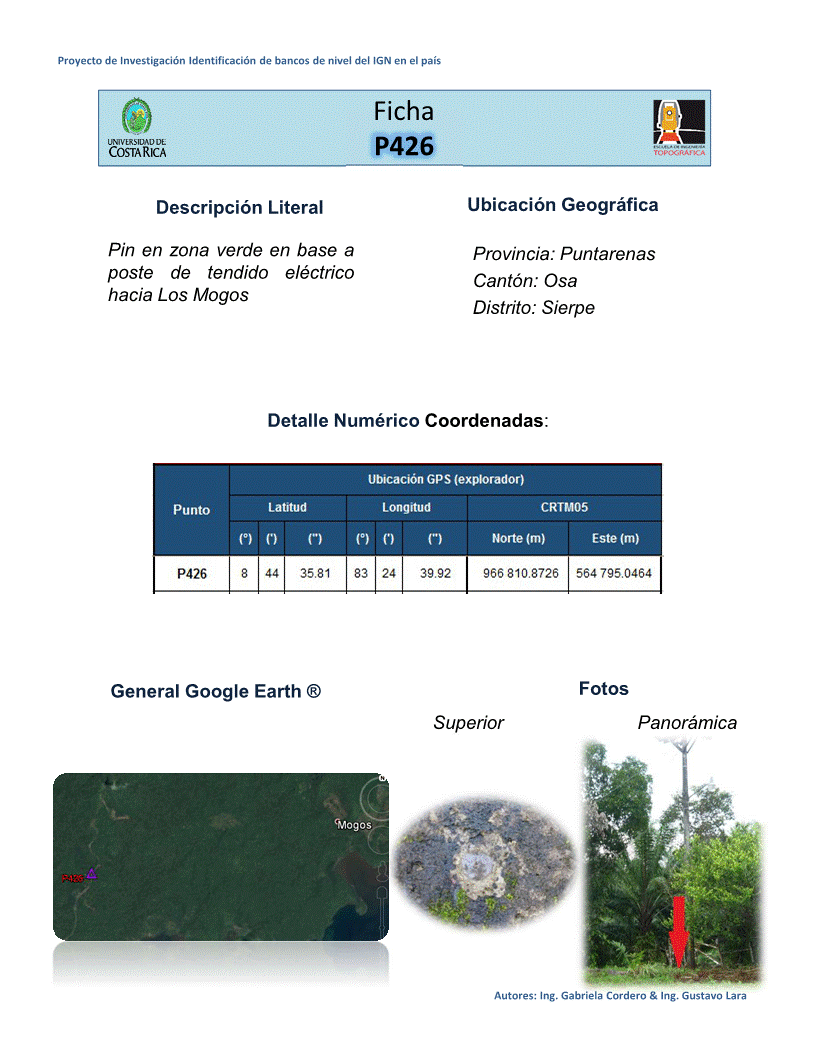 Proyecto de Investigación Identificación de bancos de nivel del IGN en el país
UNIVERSIDAD DE
COSTA RICA
Ficha
P426
ESCUELA DE INGENIERÍA
TOPOGRÁFICA
Descripción Literal
Pin en zona verde en base a
poste de tendido eléctrico
hacia Los Mogos
Ubicación Geográfica
Provincia: Puntarenas
Cantón: Osa
Distrito: Sierpe
Detalle Numérico Coordenadas:
Punto
Ubicación GPS (explorador)
Latitud Longitud CRTM05
(°) (') (") (°) (') (") Norte (m) Este (m)
P426 8 44 35.81 83 24 39.92 966 810.8726 564 795.0464
General Google Earth ®
Mogos
P426
Fotos
Superior Panorámica
Autores: Ing. Gabriela Cordero & Ing. Gustavo Lara